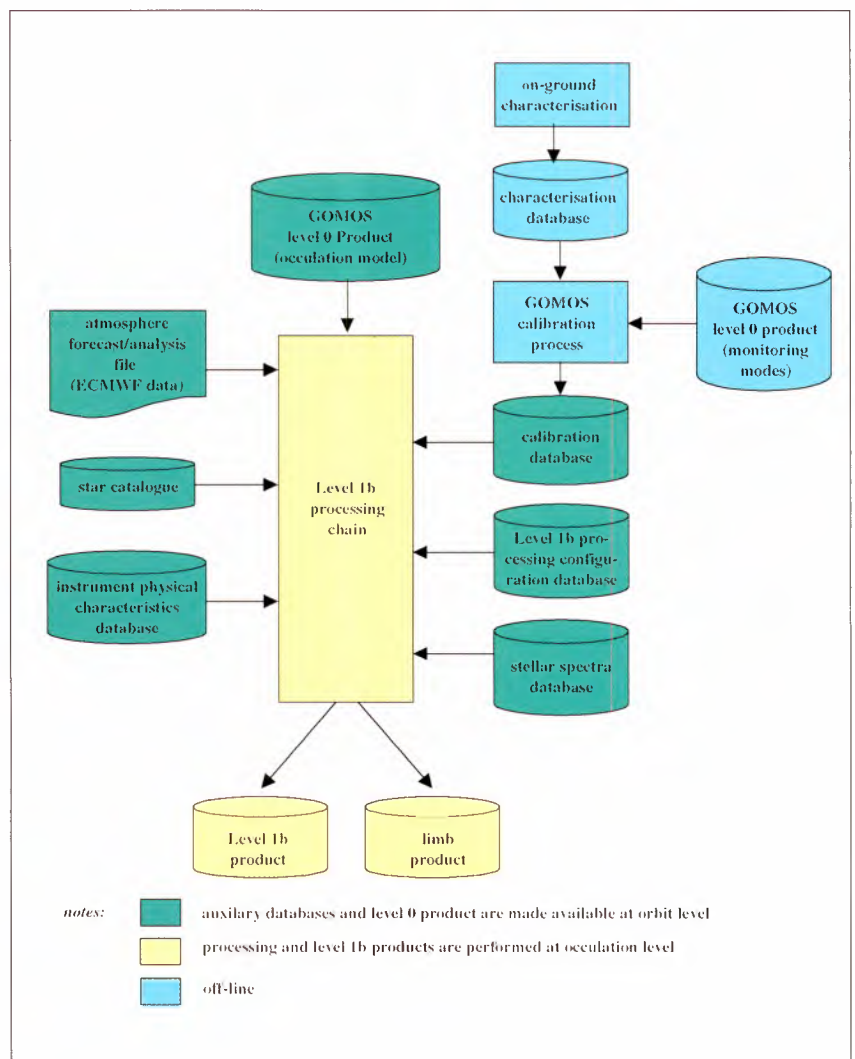 on-ground
characterisation
characterisation
database
GOMOS
level 0 Product
(occulation model)
GOMOS
calibration
process
GOMOS
level 0 product
(monitoring
modes)
atmosphere
forecast/analysis
file
(ECMWF data)
calibration
database
star catalogue
Level 1b
processing
chain
Level 1b pro-
cessing configu-
ration database
instrument physical
characteristics
database
stellar spectra
database
Level 1b
product
limb
product
notes:
auxilary databases and level 0 product are made available at orbit level
processing and level 1b products are performed at occulation level
off-line